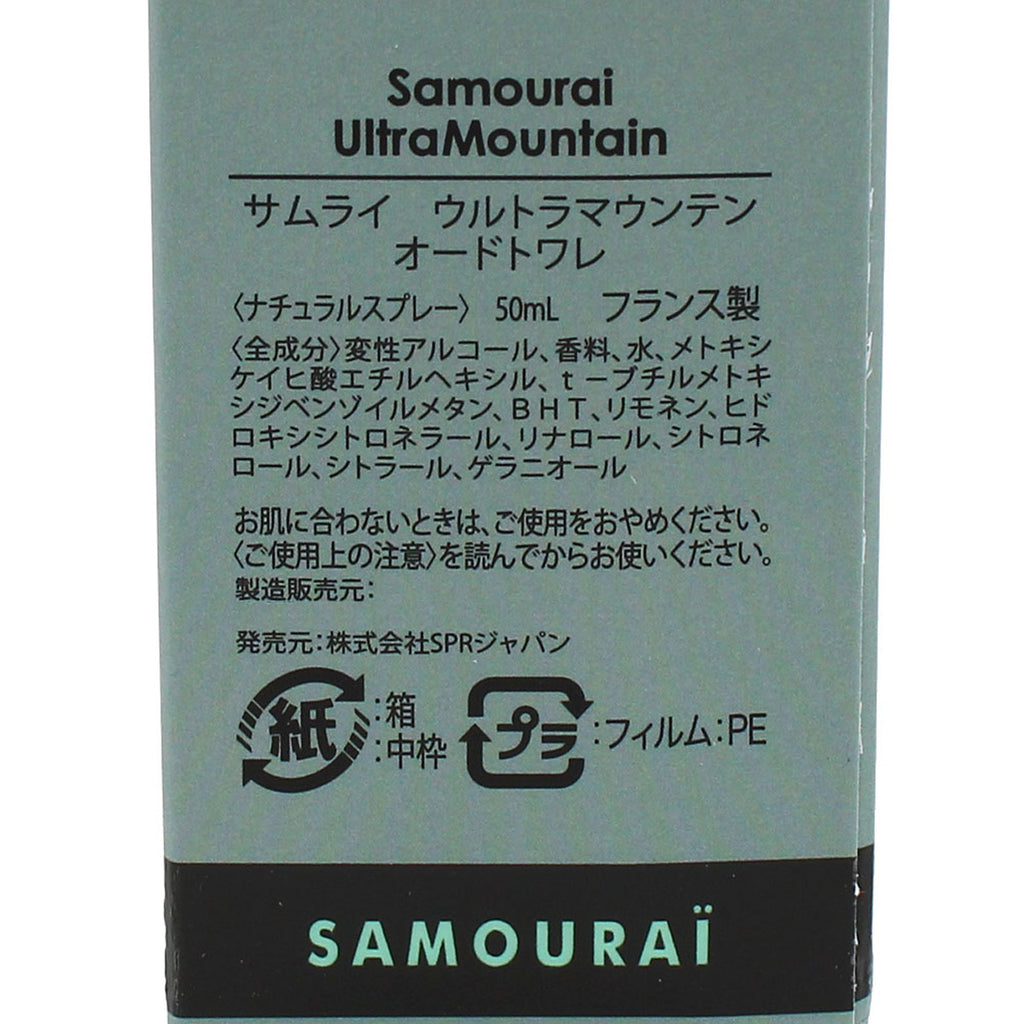 Samourai
UltraMountain
サムライ　ウルトラマウンテン
オードトワレ
〈ナチュラルスプレー〉 50mL　フランス製
〈全成分〉変性アルコール、香料、水、メトキシ
ケイヒ酸エチルヘキシル、ｔ－ブチルメトキ
シジベンゾイルメタン、ＢＨＴ、リモネン、ヒド
ロキシシトロネラール、リナロール、シトロネ
ロール、シトラール、ゲラニオール
お肌に合わないときは、ご使用をおやめください。
〈ご使用上の注意〉を読んでからお使いください。
製造販売元：
発売元：株式会社SPRジャパン
紙：箱
：中枠
プラ：フィルム：PE
SAMOURAÏ